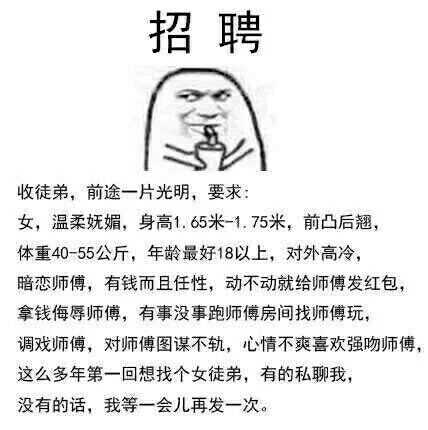 招 聘
收徒弟，前途一片光明，要求:
女，温柔妩媚，身高1.65米-1.75米，前凸后翘，
体重40-55公斤，年龄最好18以上，对外高冷，
暗恋师傅，有钱而且任性，动不动就给师傅发红包，
拿钱侮辱师傅，有事没事跑师傅房间找师傅玩，
调戏师傅，对师傅图谋不轨，心情不爽喜欢强吻师傅，
这么多年第一回想找个女徒弟，有的私聊我，
没有的话，我等一会儿再发一次。